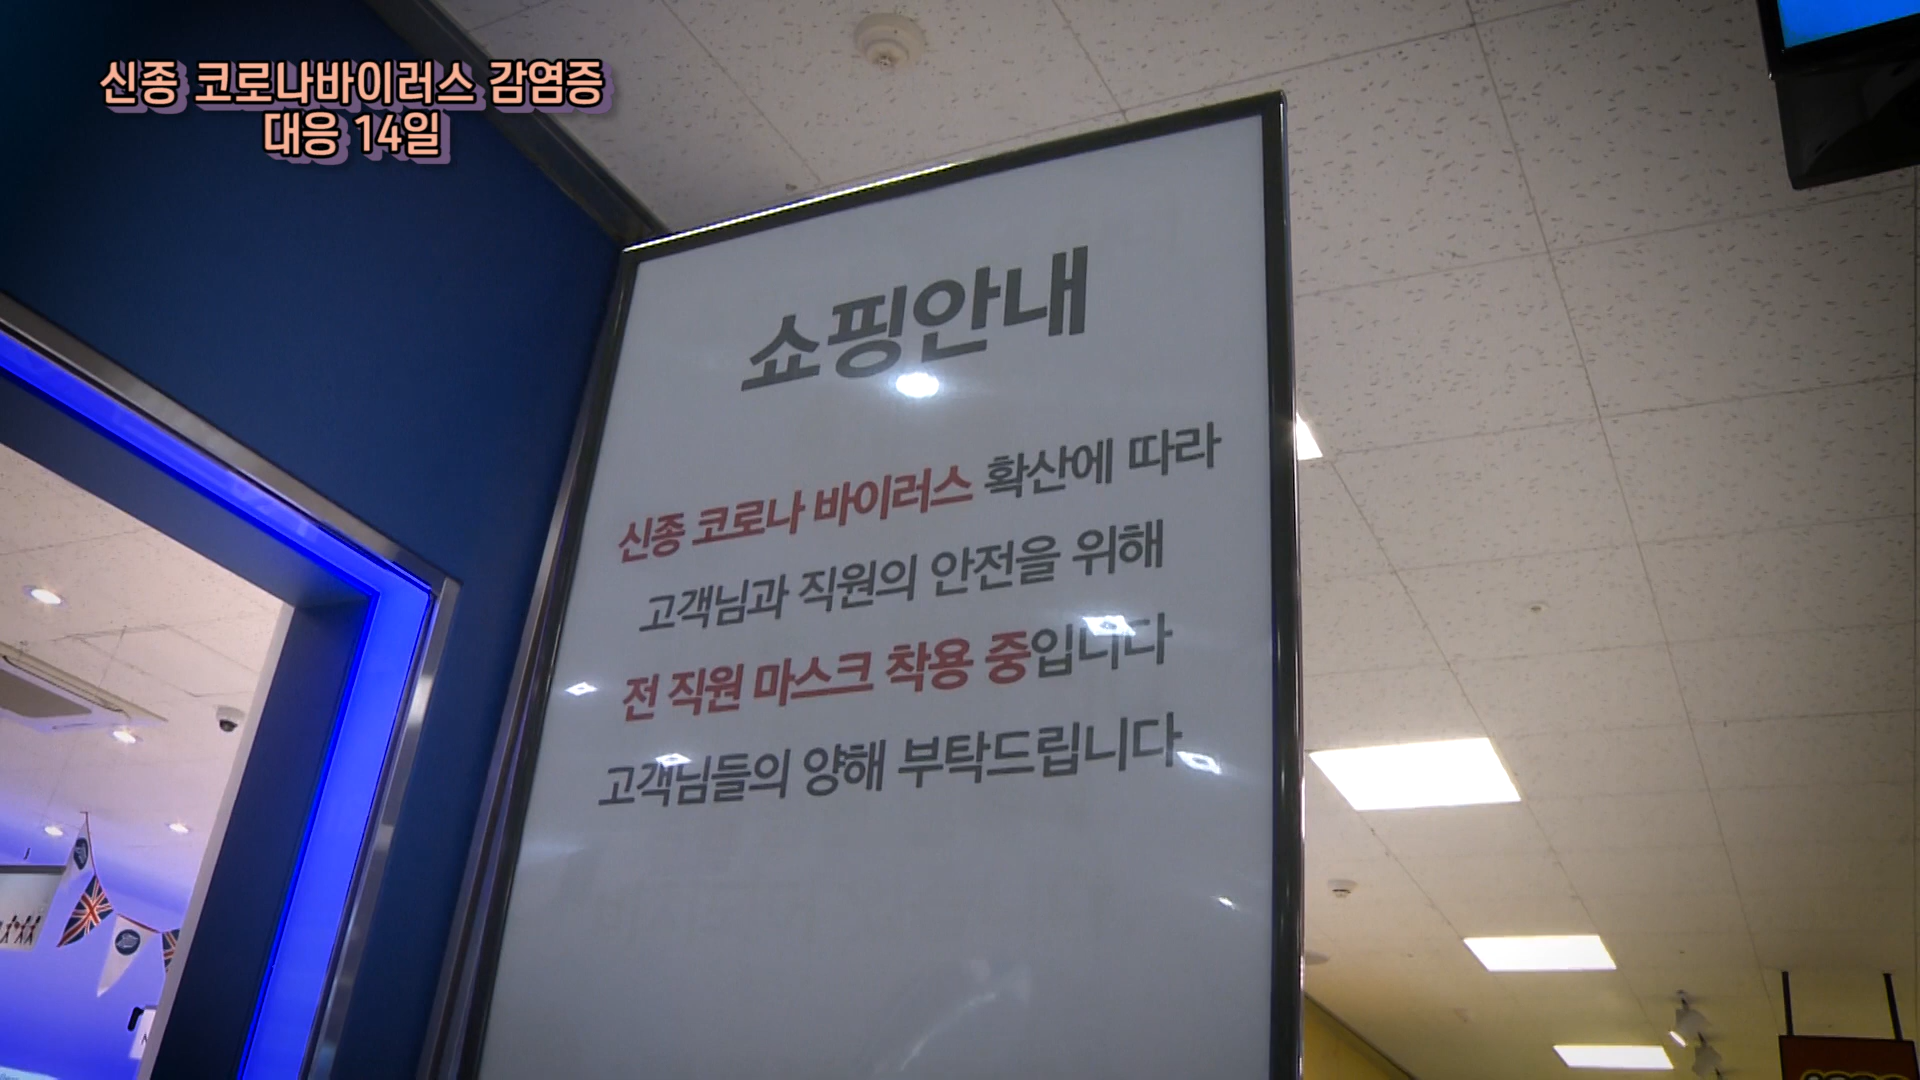 신종 코로나바이러스 감염증
대응 14일
쇼핑안내
신종 코로나 바이러스 확산에 따라
고객님과 직원의 안전을 위해
전 직원 마스크 착용 중입니다
고객님들의 양해 부탁드립니다